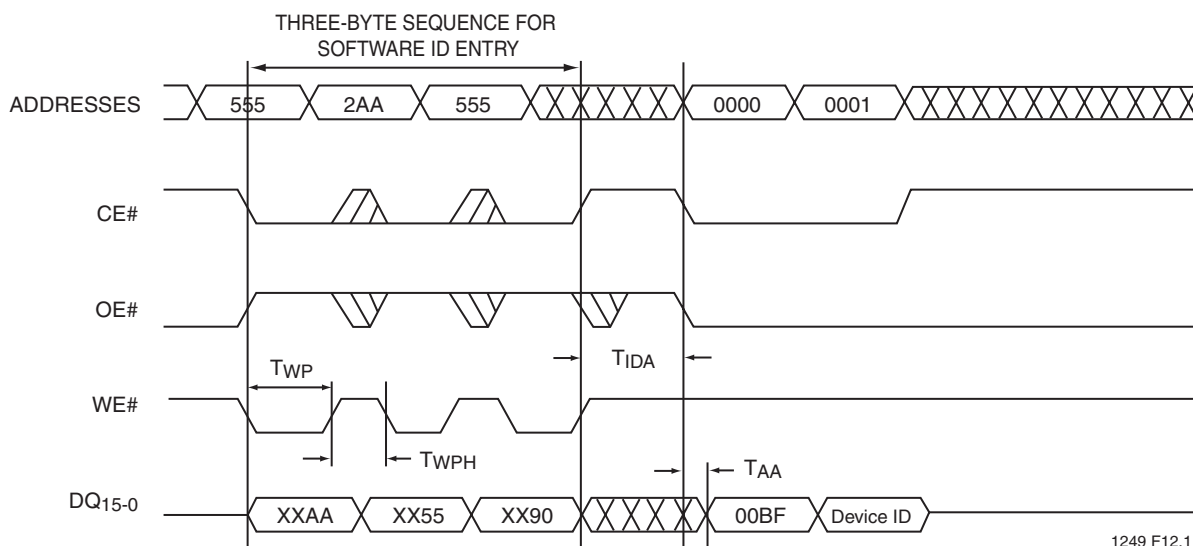 THREE-BYTE SEQUENCE FOR
SOFTWARE ID ENTRY
ADDRESSES 555 2AA 555 0000 0001
CE#
OE#
TIDA
TWP
WE#
TWPH
TAA
DQ15-0 XXAA XX55 XX90 00BF Device ID
1249 F12.1